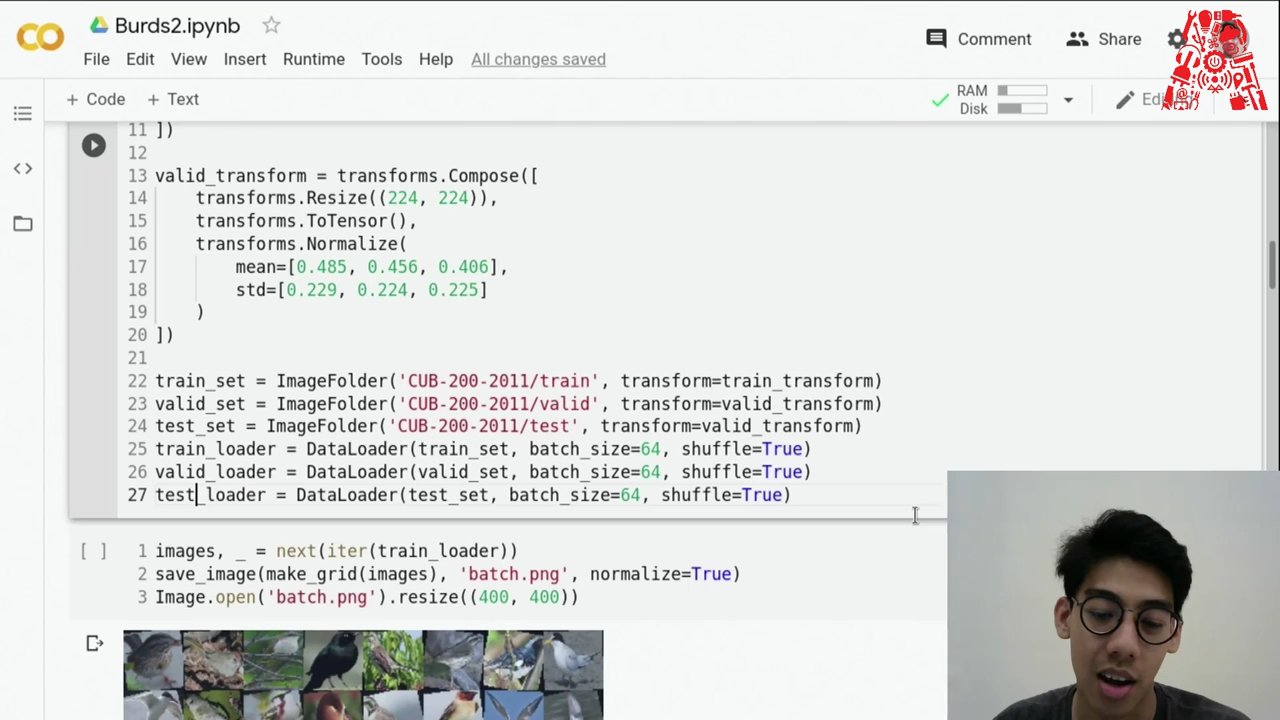 Burds2.ipynb
Comment
Share
File Edit View Insert Runtime Tools Help All changes saved
+ Code + Text
RAM
Disk
11 ])
12
13 valid_transform = transforms.Compose([
14 transforms.Resize((224, 224)),
15 transforms.ToTensor(),
16 transforms.Normalize(
17 mean=[0.485, 0.456, 0.406],
18 std=[0.229, 0.224, 0.225]
19 )
20 ])
21
22 train_set = ImageFolder('CUB-200-2011/train', transform=train_transform)
23 valid_set = ImageFolder('CUB-200-2011/valid', transform=valid_transform)
24 test_set = ImageFolder('CUB-200-2011/test', transform=valid_transform)
25 train_loader = DataLoader(train_set, batch_size=64, shuffle=True)
26 valid_loader = DataLoader(valid_set, batch_size=64, shuffle=True)
27 test_loader = DataLoader(test_set, batch_size=64, shuffle=True)
[ ] 1 images, _ = next(iter(train_loader))
2 save_image(make_grid(images), 'batch.png', normalize=True)
3 Image.open('batch.png').resize((400, 400))